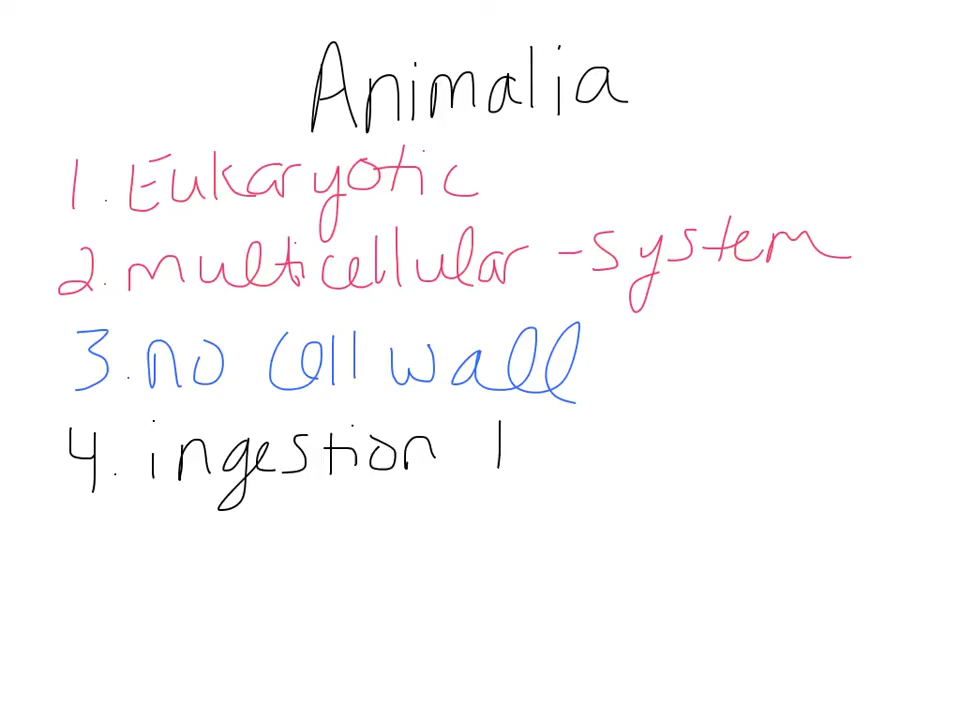 Animalia
1. Eukaryotic
2. multicellular - system
3. no cell wall
4. ingestion